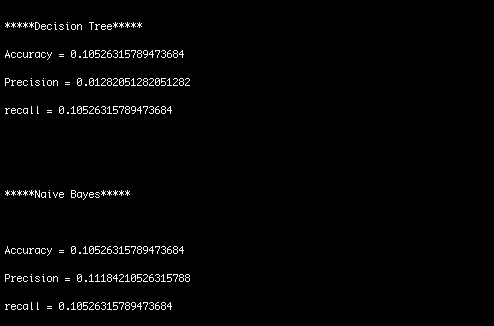 *****Decision Tree*****
Accuracy = 0.10526315789473684
Precision = 0.01282051282051282
recall = 0.10526315789473684
*****Naive Bayes*****
Accuracy = 0.10526315789473684
Precision = 0.11184210526315788
recall = 0.10526315789473684